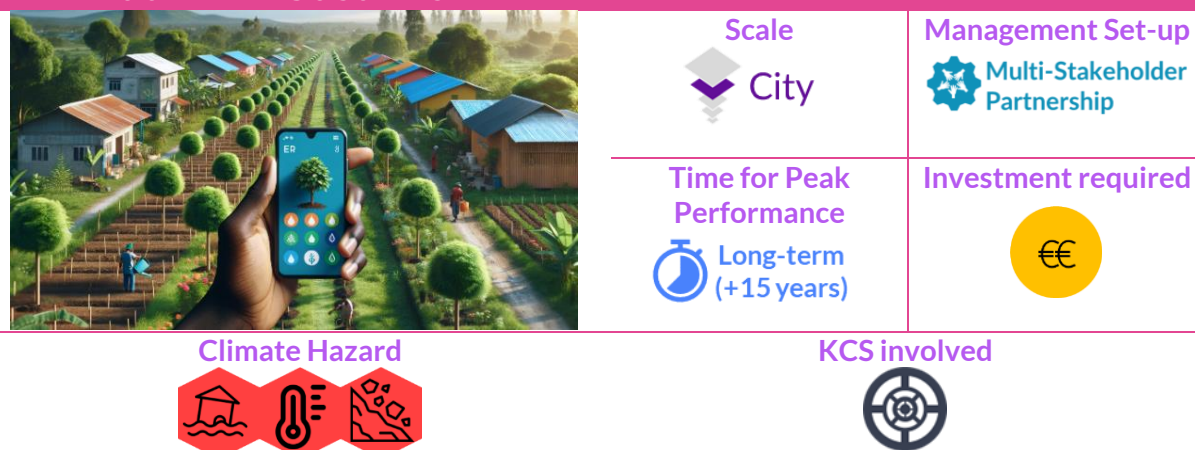 Scale
City
Management Set-up
Multi-Stakeholder
Partnership
Time for Peak
Performance
Long-term
(+15 years)
Investment required
€€
Climate Hazard
KCS involved